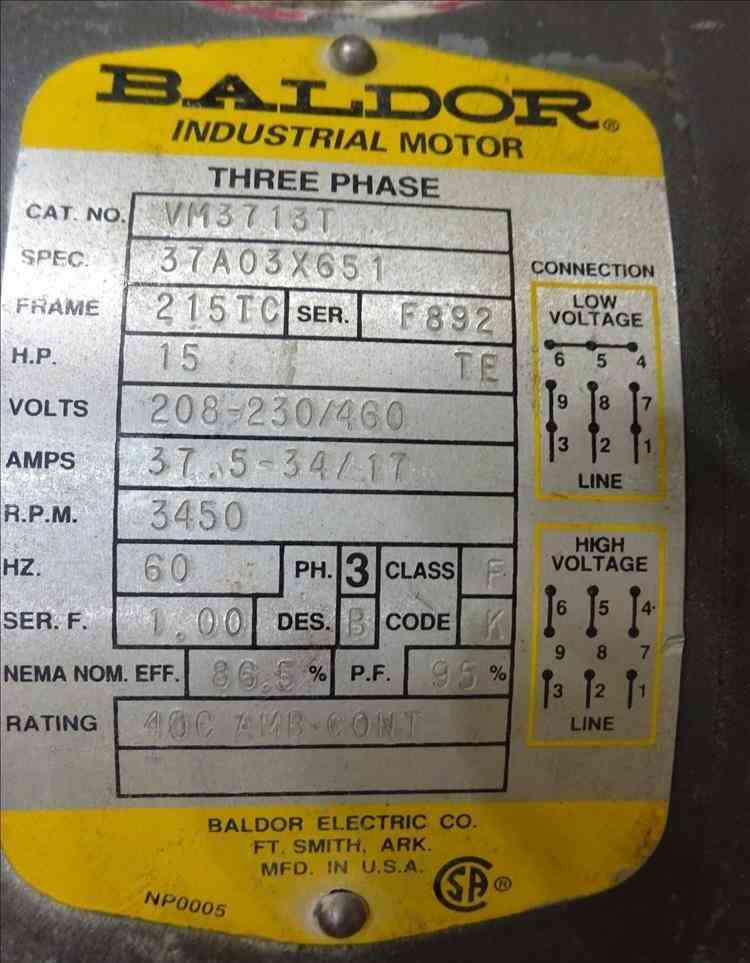 BALDOR®
INDUSTRIAL MOTOR
THREE PHASE
CAT. NO. VM3713T
SPEC. 37A03X651
FRAME 215TC SER. F892
H.P. 15 TE
VOLTS 208-230/460
AMPS 37.5-34/17
R.P.M. 3450
HZ. 60 PH. 3 CLASS F
SER. F. 1.00 DES. B CODE K
NEMA NOM. EFF. 86.5 % P.F. 95 %
RATING 40C AMB-CONT
CONNECTION
LOW
VOLTAGE
6 5 4
9 8 7
3 2 1
LINE
HIGH
VOLTAGE
6 5 4
9 8 7
3 2 1
LINE
BALDOR ELECTRIC CO.
FT. SMITH, ARK.
MFD. IN U.S.A.
SA®
NP0005